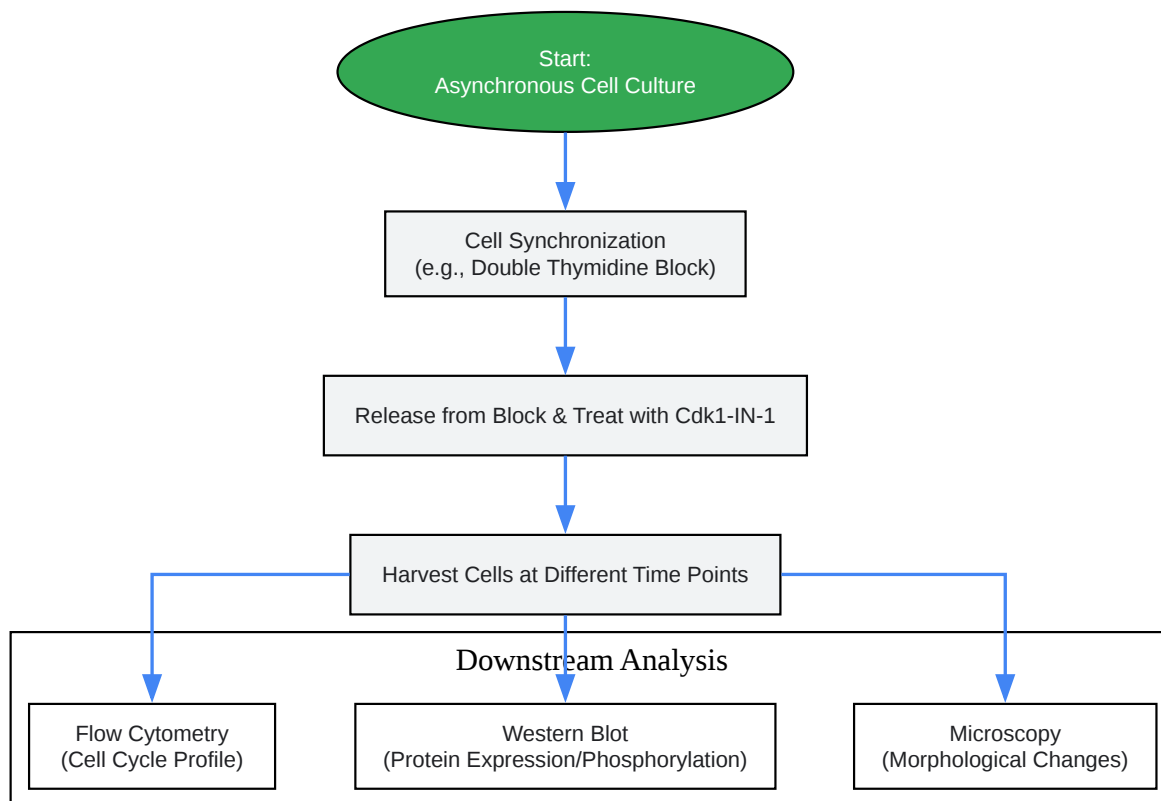 Start:
Asynchronous Cell Culture
Cell Synchronization
(e.g., Double Thymidine Block)
Release from Block & Treat with Cdk1-IN-1
Harvest Cells at Different Time Points
Downstream Analysis
Flow Cytometry
(Cell Cycle Profile)
Western Blot
(Protein Expression/Phosphorylation)
Microscopy
(Morphological Changes)